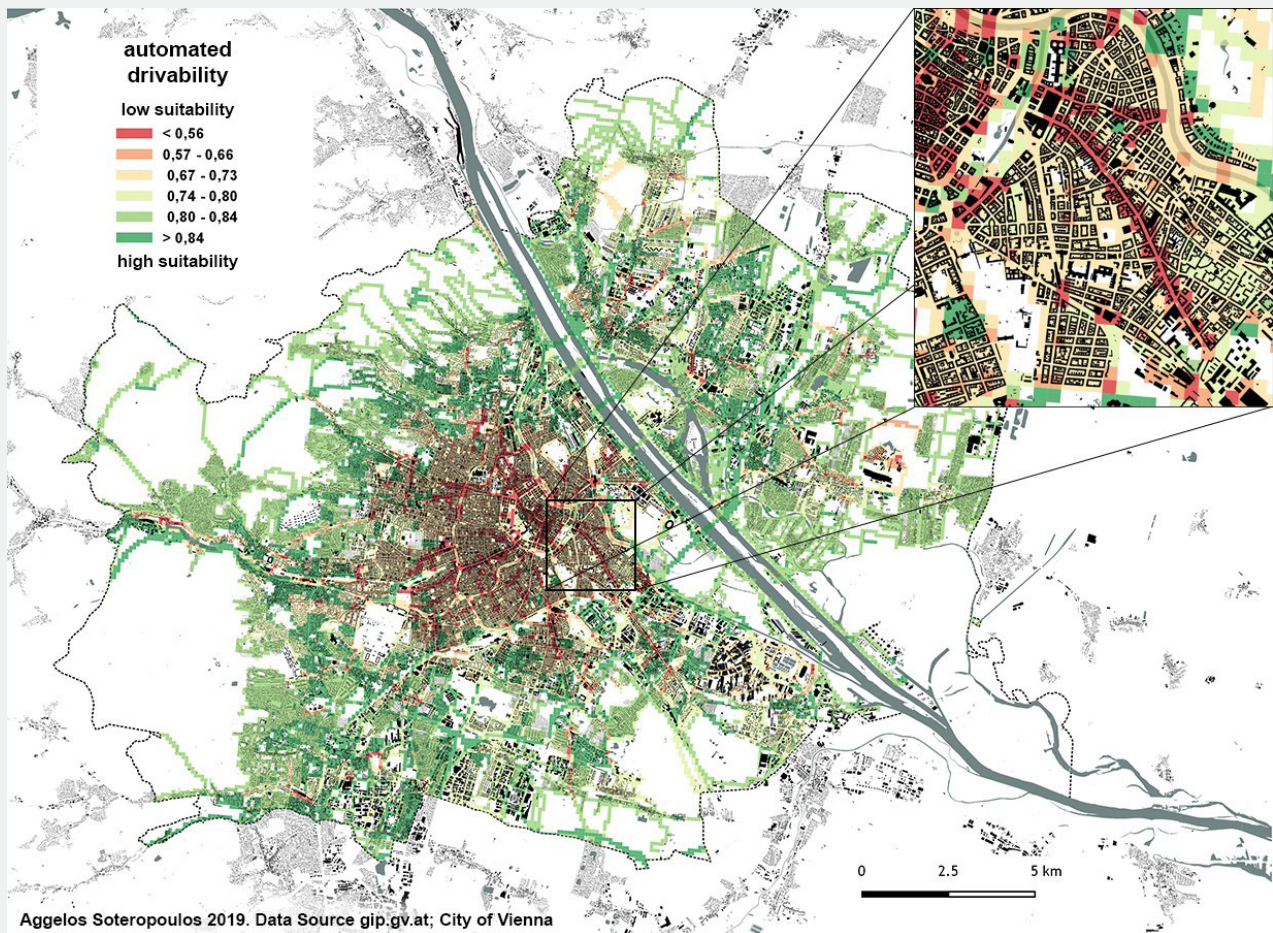 automated
drivability
low suitability
< 0,56
0,57 - 0,66
0,67 - 0,73
0,74 - 0,80
0,80 - 0,84
> 0,84
high suitability
0 2.5 5 km
Aggelos Soteropoulos 2019. Data Source gip.gv.at; City of Vienna